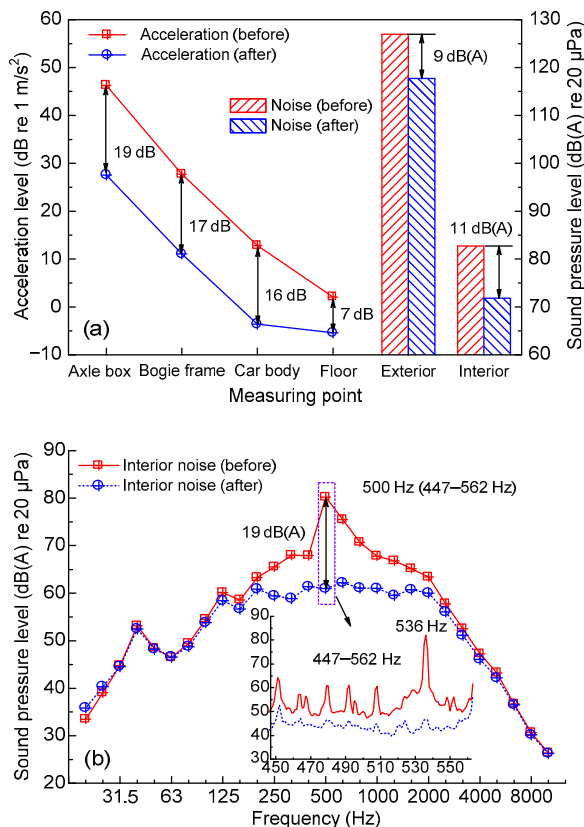 Acceleration (before)
Acceleration (after)
Noise (before)
Noise (after)
Acceleration level (dB re 1 m/s²)
60
50
40
30
20
10
0
−10
19 dB
17 dB
16 dB
7 dB
9 dB(A)
11 dB(A)
Sound pressure level (dB(A) re 20 μPa)
130
120
110
100
90
80
70
60
(a)
Axle box Bogie frame Car body Floor Exterior Interior
Measuring point
Interior noise (before)
Interior noise (after)
Sound pressure level (dB(A) re 20 μPa)
90
80
70
60
50
40
30
20
500 Hz (447–562 Hz)
19 dB(A)
536 Hz
447–562 Hz
90
80
70
60
50
40
30
450 470 490 510 530 550
(b)
31.5 63 125 250 500 1000 2000 4000 8000
Frequency (Hz)